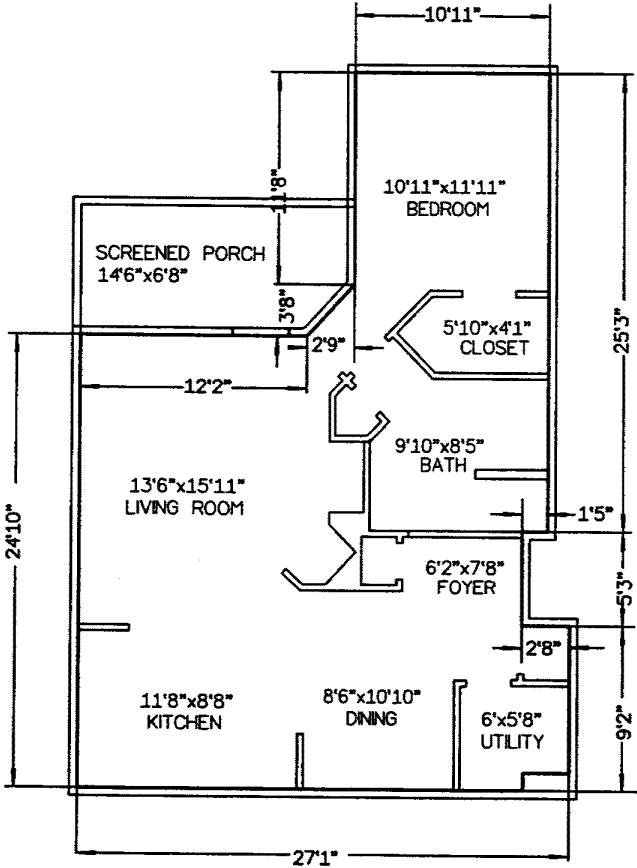 10'11"
11'8"
10'11"x11'11"
BEDROOM
SCREENED PORCH
14'6"x6'8"
3'8"
2'9"
5'10"x4'1"
CLOSET
25'3"
12'2"
9'10"x8'5"
BATH
13'6"x15'11"
LIVING ROOM
24'10"
1'5"
6'2"x7'8"
FOYER
5'3"
2'8"
11'8"x8'8"
KITCHEN
8'6"x10'10"
DINING
6'x5'8"
UTILITY
9'2"
27'1"